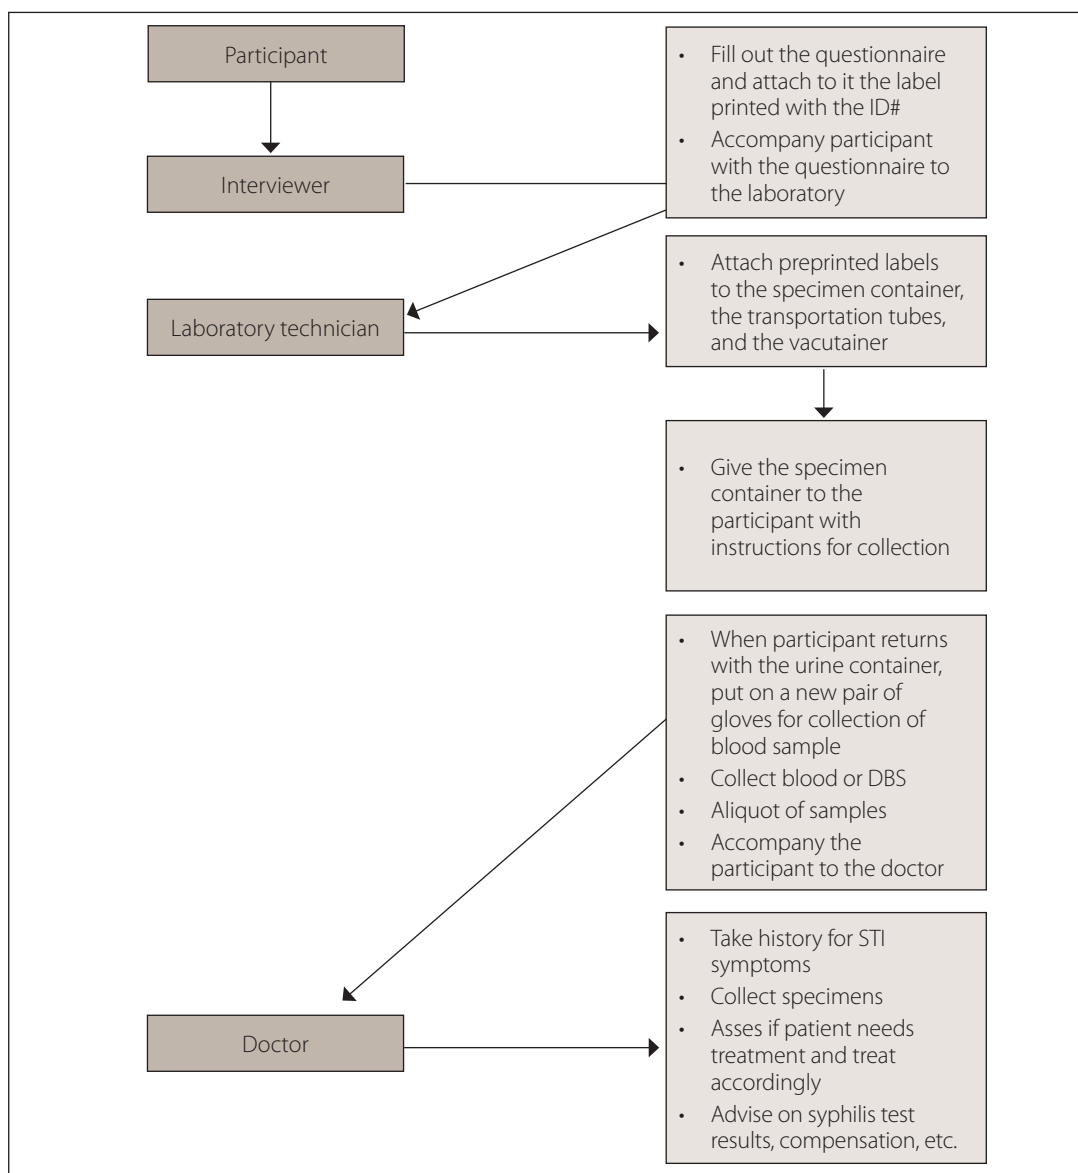 Participant
• Fill out the questionnaire
and attach to it the label
printed with the ID#
• Accompany participant
with the questionnaire to
the laboratory
Interviewer
Laboratory technician
• Attach preprinted labels
to the specimen container,
the transportation tubes,
and the vacutainer
• Give the specimen
container to the
participant with
instructions for collection
• When participant returns
with the urine container,
put on a new pair of
gloves for collection of
blood sample
• Collect blood or DBS
• Aliquot of samples
• Accompany the
participant to the doctor
Doctor
• Take history for STI
symptoms
• Collect specimens
• Asses if patient needs
treatment and treat
accordingly
• Advise on syphilis test
results, compensation, etc.